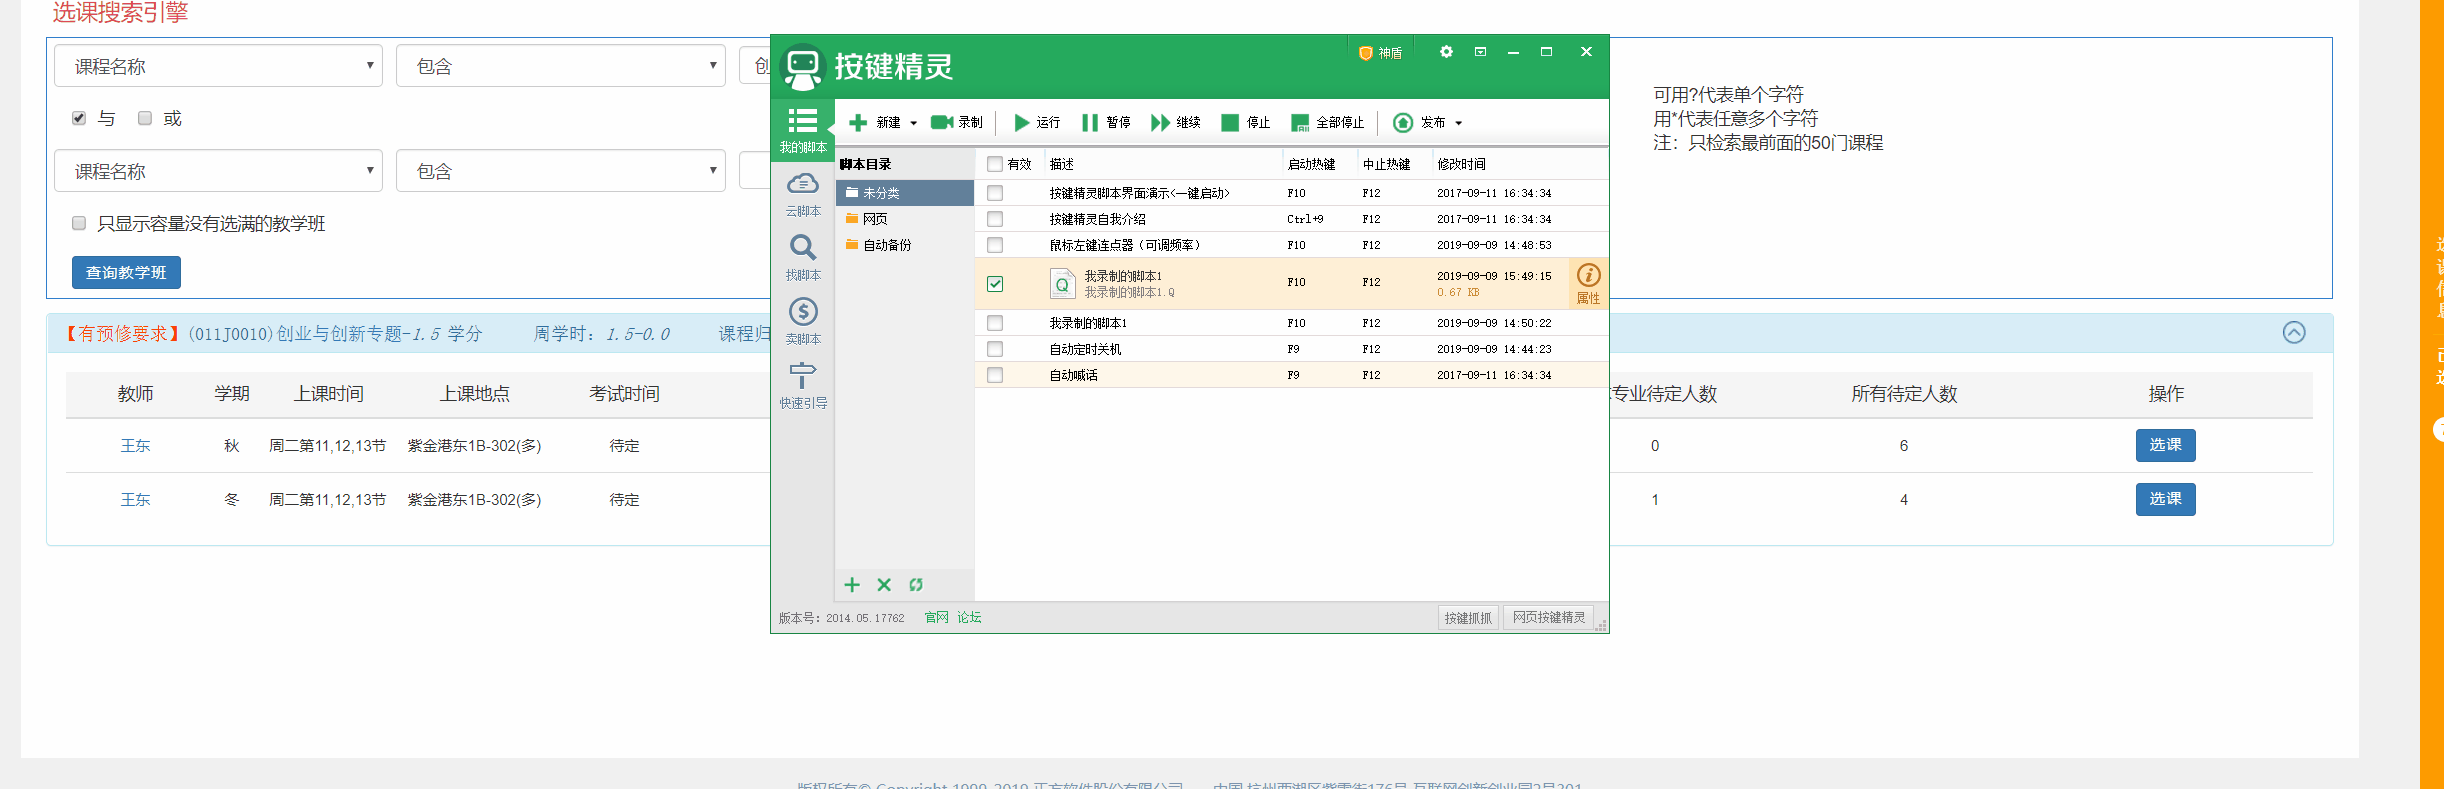 选课搜索引擎
课程名称 包含 创
与 或
课程名称 包含
只显示容量没有选满的教学班
查询教学班
可用?代表单个字符
用*代表任意多个字符
注：只检索最前面的50门课程
【有预修要求】(011J0010)创业与创新专题-1.5 学分 周学时：1.5-0.0 课程归
教师 学期 上课时间 上课地点 考试时间 专业待定人数 所有待定人数 操作
王东 秋 周二第11,12,13节 紫金港东1B-302(多) 待定 0 6 选课
王东 冬 周二第11,12,13节 紫金港东1B-302(多) 待定 1 4 选课
按键精灵 神盾
新建 录制 运行 暂停 继续 停止 全部停止 发布
我的脚本
云脚本
找脚本
卖脚本
快速引导
脚本目录
未分类
网页
自动备份
有效 描述 启动热键 中止热键 修改时间
按键精灵脚本界面演示<一键启动> F10 F12 2017-09-11 16:34:34
按键精灵自我介绍 Ctrl+9 F12 2017-09-11 16:34:34
鼠标左键连点器（可调频率） F10 F12 2019-09-09 14:48:53
我录制的脚本1 F10 F12 2019-09-09 15:49:15
我录制的脚本1.Q 0.67 KB 属性
我录制的脚本1 F10 F12 2019-09-09 14:50:22
自动定时关机 F9 F12 2019-09-09 14:44:23
自动喊话 F9 F12 2017-09-11 16:34:34
版本号：2014.05.17762 官网 论坛 按键抓抓 网页按键精灵
版权所有© Copyright 1999-2019 正方软件股份有限公司 中国·杭州西湖区紫霞街176号 互联网创新创业园2号301